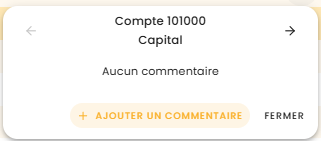 Compte 101000
Capital
Aucun commentaire
+ AJOUTER UN COMMENTAIRE
FERMER